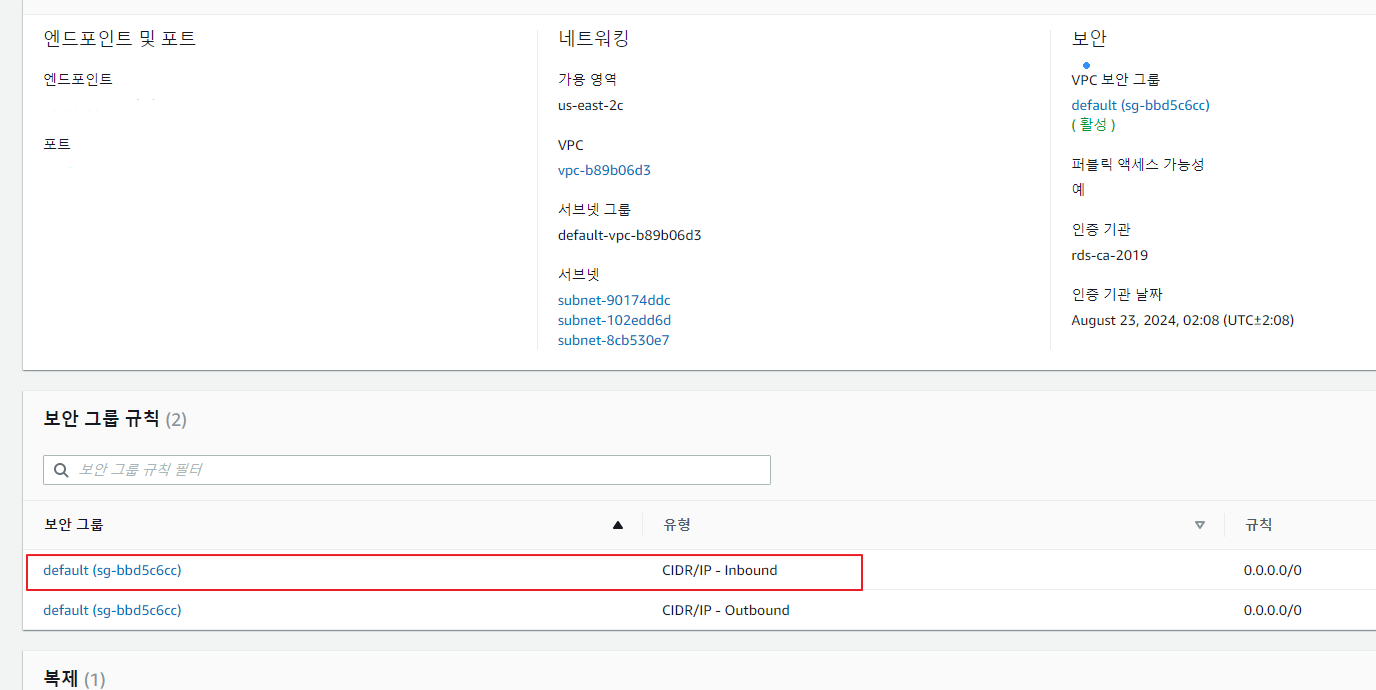 엔드포인트 및 포트
엔드포인트
포트
네트워킹
가용 영역
us-east-2c
VPC
vpc-b89b06d3
서브넷 그룹
default-vpc-b89b06d3
서브넷
subnet-90174ddc
subnet-102edd6d
subnet-8cb530e7
보안
VPC 보안 그룹
default (sg-bbd5c6cc)
( 활성 )
퍼블릭 액세스 가능성
예
인증 기관
rds-ca-2019
인증 기관 날짜
August 23, 2024, 02:08 (UTC±2:08)
보안 그룹 규칙 (2)
보안 그룹 규칙 필터
보안 그룹 유형 규칙
default (sg-bbd5c6cc) CIDR/IP - Inbound 0.0.0.0/0
default (sg-bbd5c6cc) CIDR/IP - Outbound 0.0.0.0/0
복제 (1)